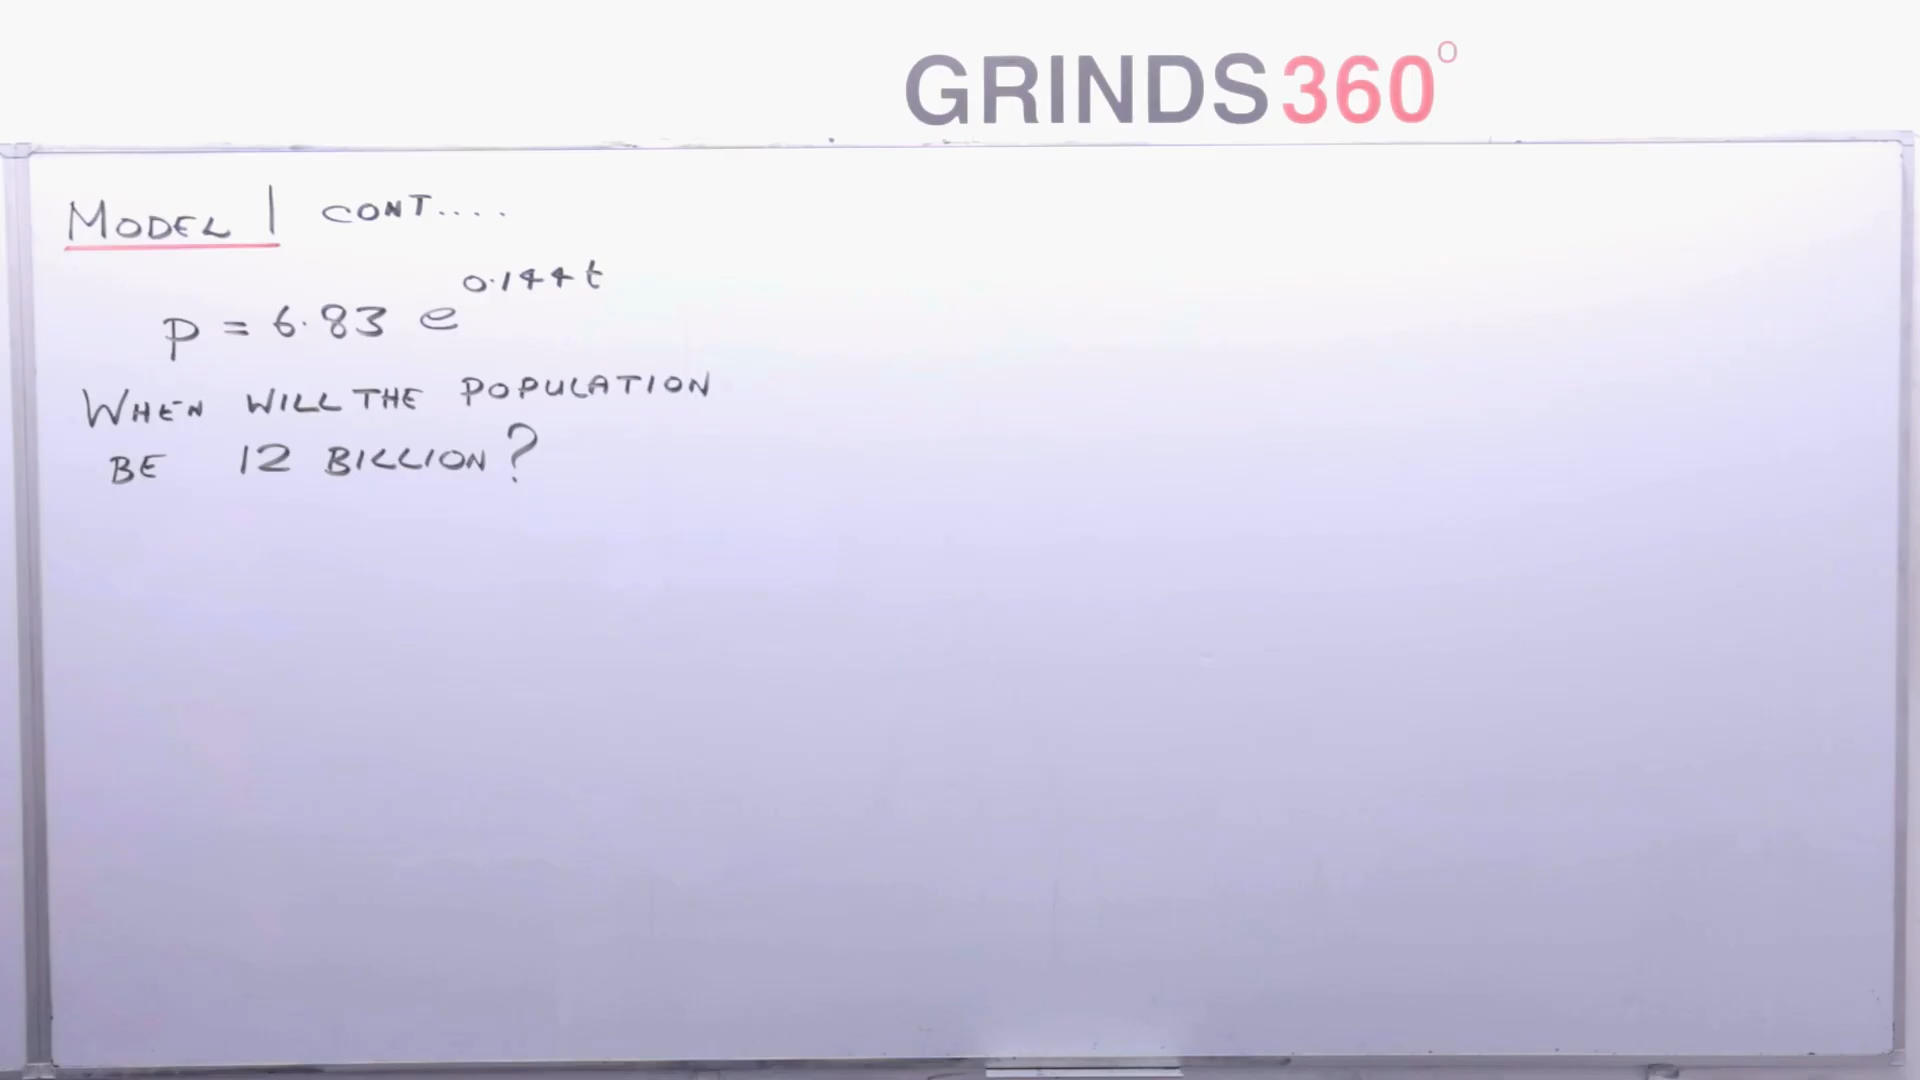 GRINDS360°
MODEL 1 CONT....
P = 6.83 e^0.144t
WHEN WILL THE POPULATION
BE 12 BILLION?